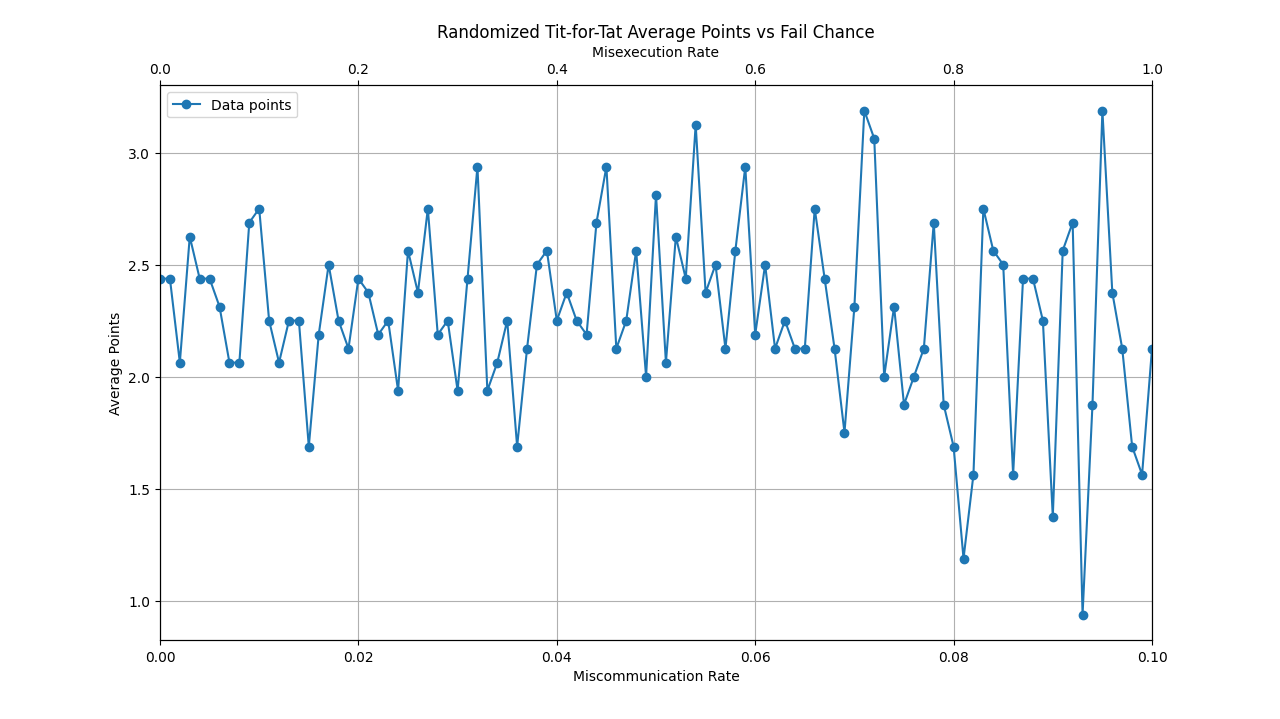 Randomized Tit-for-Tat Average Points vs Fail Chance
Misexecution Rate
0.0 0.2 0.4 0.6 0.8 1.0
Data points
3.0
2.5
2.0
1.5
1.0
Average Points
0.00 0.02 0.04 0.06 0.08 0.10
Miscommunication Rate